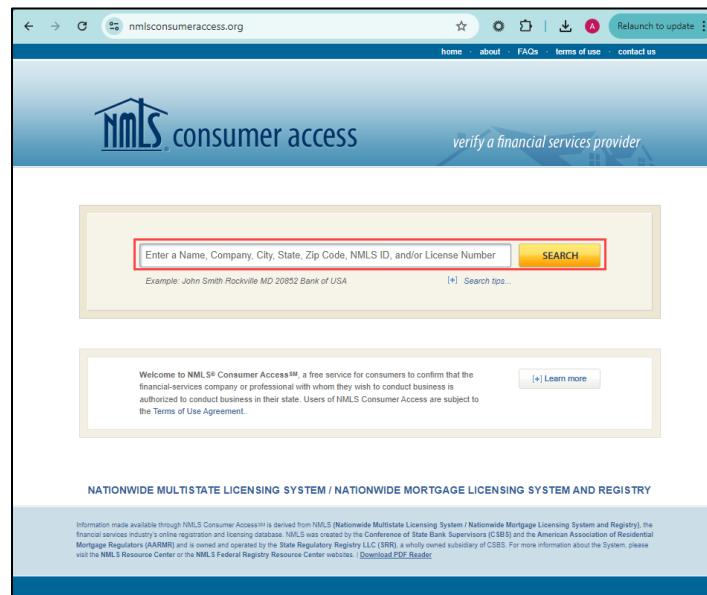 nmlsconsumeraccess.org
A
Relaunch to update
home · about · FAQs · terms of use · contact us
NMLS® consumer access
verify a financial services provider
Enter a Name, Company, City, State, Zip Code, NMLS ID, and/or License Number
SEARCH
Example: John Smith Rockville MD 20852 Bank of USA
[+] Search tips...
Welcome to NMLS® Consumer Access℠, a free service for consumers to confirm that the
financial-services company or professional with whom they wish to conduct business is
authorized to conduct business in their state. Users of NMLS Consumer Access are subject to
the Terms of Use Agreement..
[+] Learn more
NATIONWIDE MULTISTATE LICENSING SYSTEM / NATIONWIDE MORTGAGE LICENSING SYSTEM AND REGISTRY
Information made available through NMLS Consumer Access℠ is derived from NMLS (Nationwide Multistate Licensing System / Nationwide Mortgage Licensing System and Registry), the
financial services industry's online registration and licensing database. NMLS was created by the Conference of State Bank Supervisors (CSBS) and the American Association of Residential
Mortgage Regulators (AARMR) and is owned and operated by the State Regulatory Registry LLC (SRR), a wholly owned subsidiary of CSBS. For more information about the System, please
visit the NMLS Resource Center or the NMLS Federal Registry Resource Center websites. | Download PDF Reader